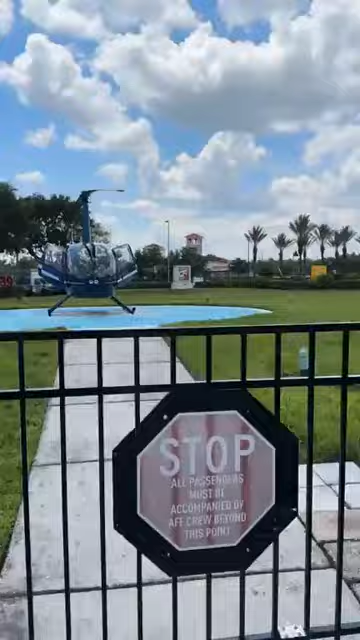 STOP
ALL PASSENGERS
MUST BE
ACCOMPANIED BY
AFF CREW BEYOND
THIS POINT